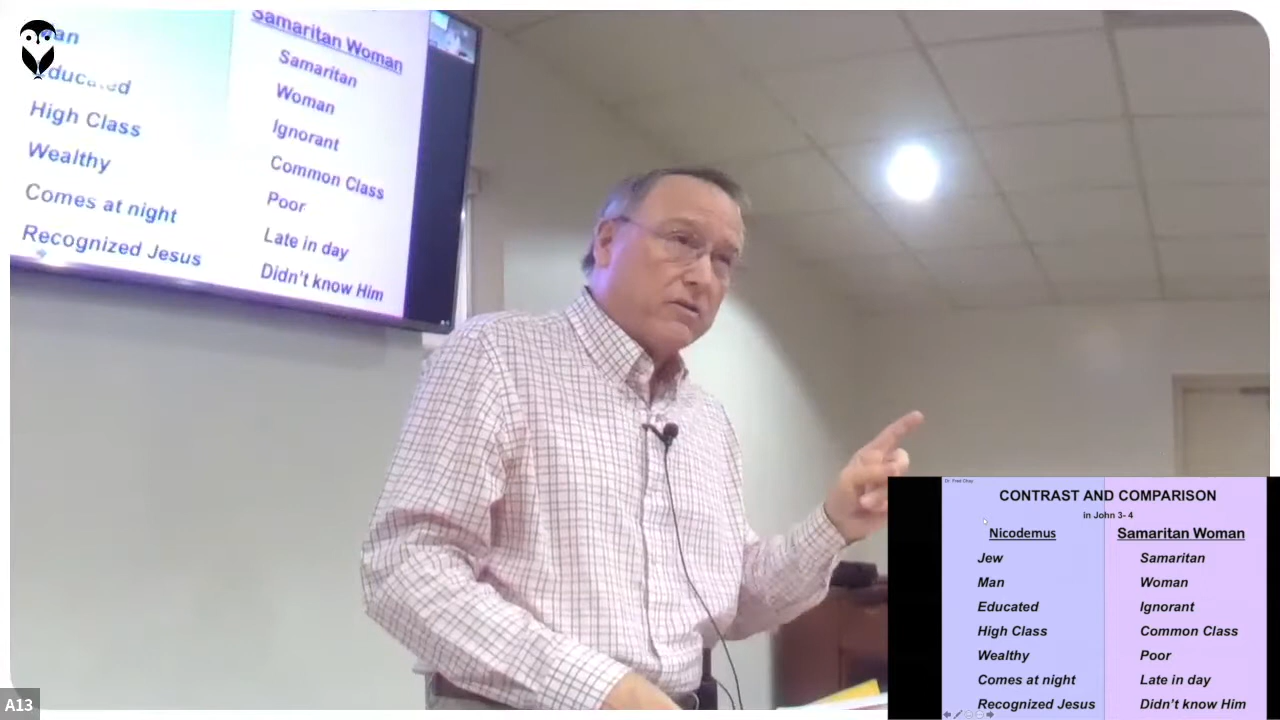 Samaritan Woman
Samaritan
Educated
Woman
High Class
Ignorant
Wealthy
Common Class
Comes at night
Poor
Recognized Jesus
Late in day
Didn't know Him
Dr. Fred Chay
CONTRAST AND COMPARISON
in John 3- 4
Nicodemus
Samaritan Woman
Jew
Samaritan
Man
Woman
Educated
Ignorant
High Class
Common Class
Wealthy
Poor
Comes at night
Late in day
Recognized Jesus
Didn't know Him
A13